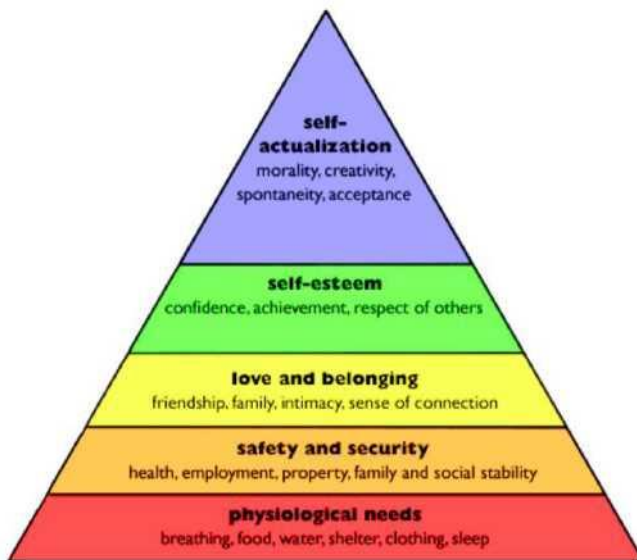 self-
actualization
morality, creativity,
spontaneity, acceptance
self-esteem
confidence, achievement, respect of others
love and belonging
friendship, family, intimacy, sense of connection
safety and security
health, employment, property, family and social stability
physiological needs
breathing, food, water, shelter, clothing, sleep